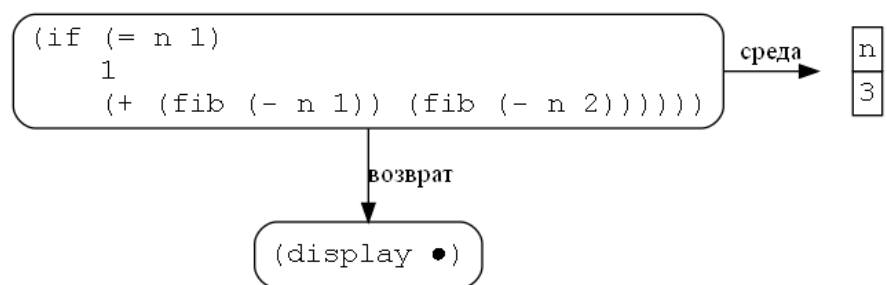 (if (= n 1)
1
(+ (fib (- n 1)) (fib (- n 2))))))
среда
n
3
возврат
(display ●)